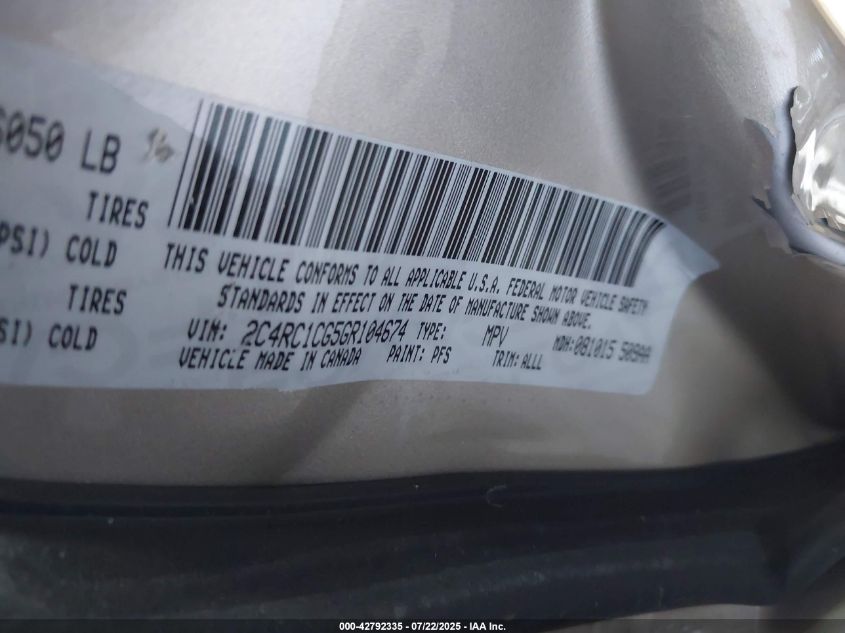 6050 LB
TIRES
PSI) COLD
TIRES
SI) COLD
THIS VEHICLE CONFORMS TO ALL APPLICABLE U.S.A. FEDERAL MOTOR VEHICLE SAFETY
STANDARDS IN EFFECT ON THE DATE OF MANUFACTURE SHOWN ABOVE.
VIN: 2C4RC1CG5GR104674 TYPE: MPV MDH:081015
VEHICLE MADE IN CANADA PAINT: PFS TRIM: ALLL
000-42792335 - 07/22/2025 - IAA Inc.